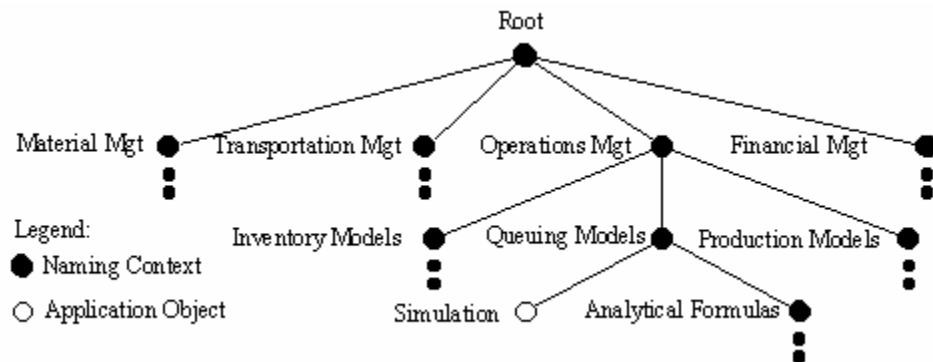 Root
Material Mgt
Transportation Mgt
Operations Mgt
Financial Mgt
Legend:
Inventory Models
Queuing Models
Production Models
Naming Context
Application Object
Simulation
Analytical Formulas